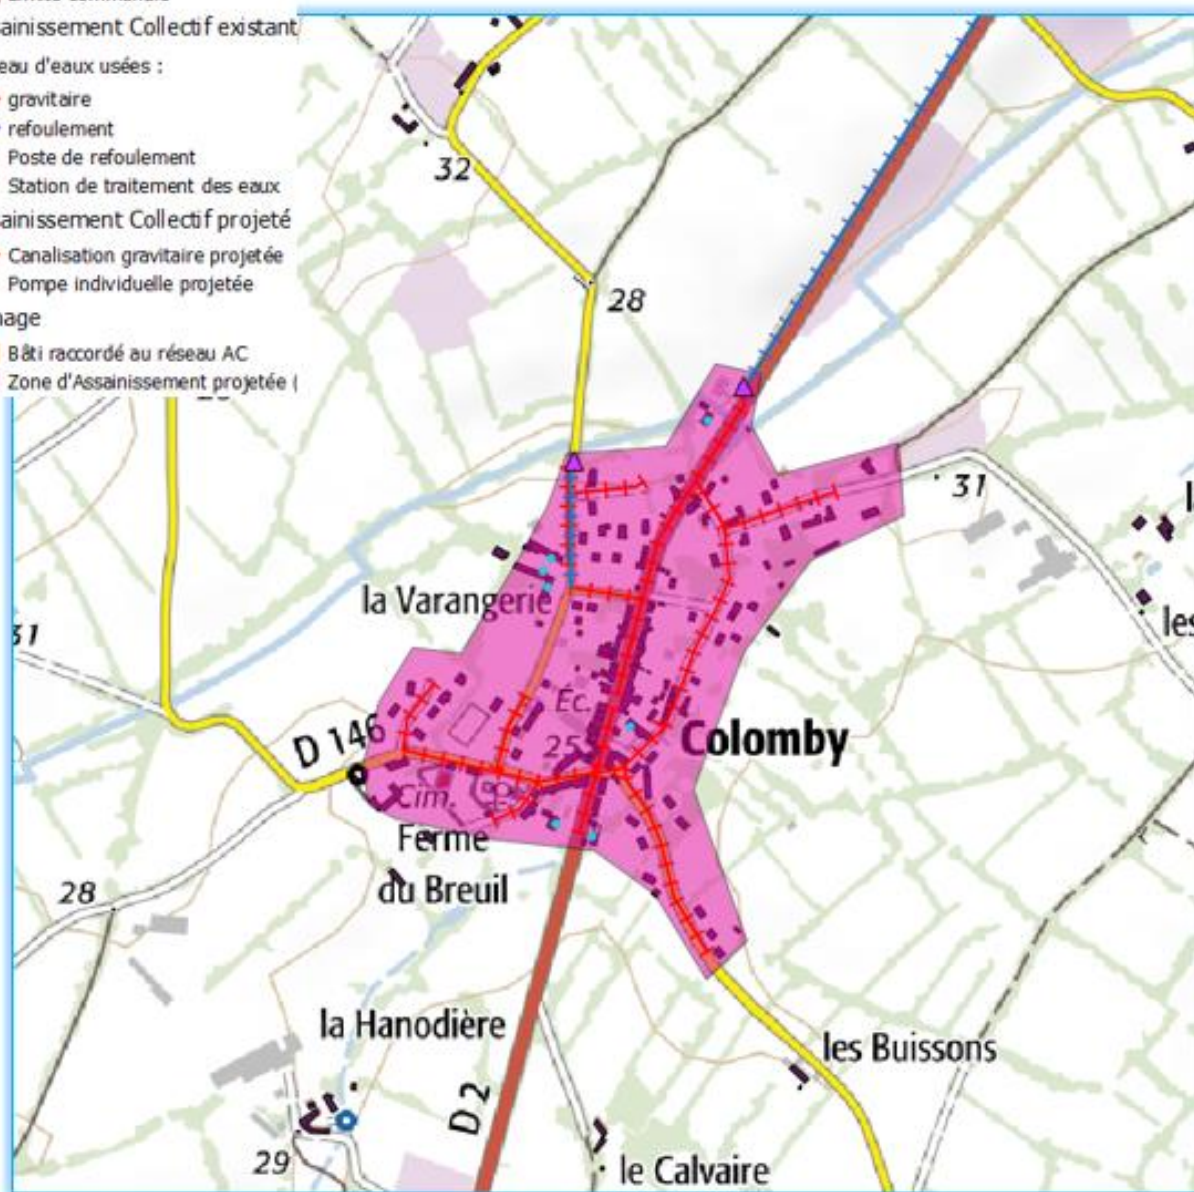 ainissement Collectif existant
eau d'eaux usées :
gravitaire
refoulement
Poste de refoulement
Station de traitement des eaux
ainissement Collectif projeté
Canalisation gravitaire projetée
Pompe individuelle projetée
nage
Bâti raccordé au réseau AC
Zone d'Assainissement projetée (
32
28
31
la Varangerie
31
les
Éc.
D 146
25
Colomby
Cim.
Ferme
du Breuil
28
la Hanodière
les Buissons
D 2
29
le Calvaire